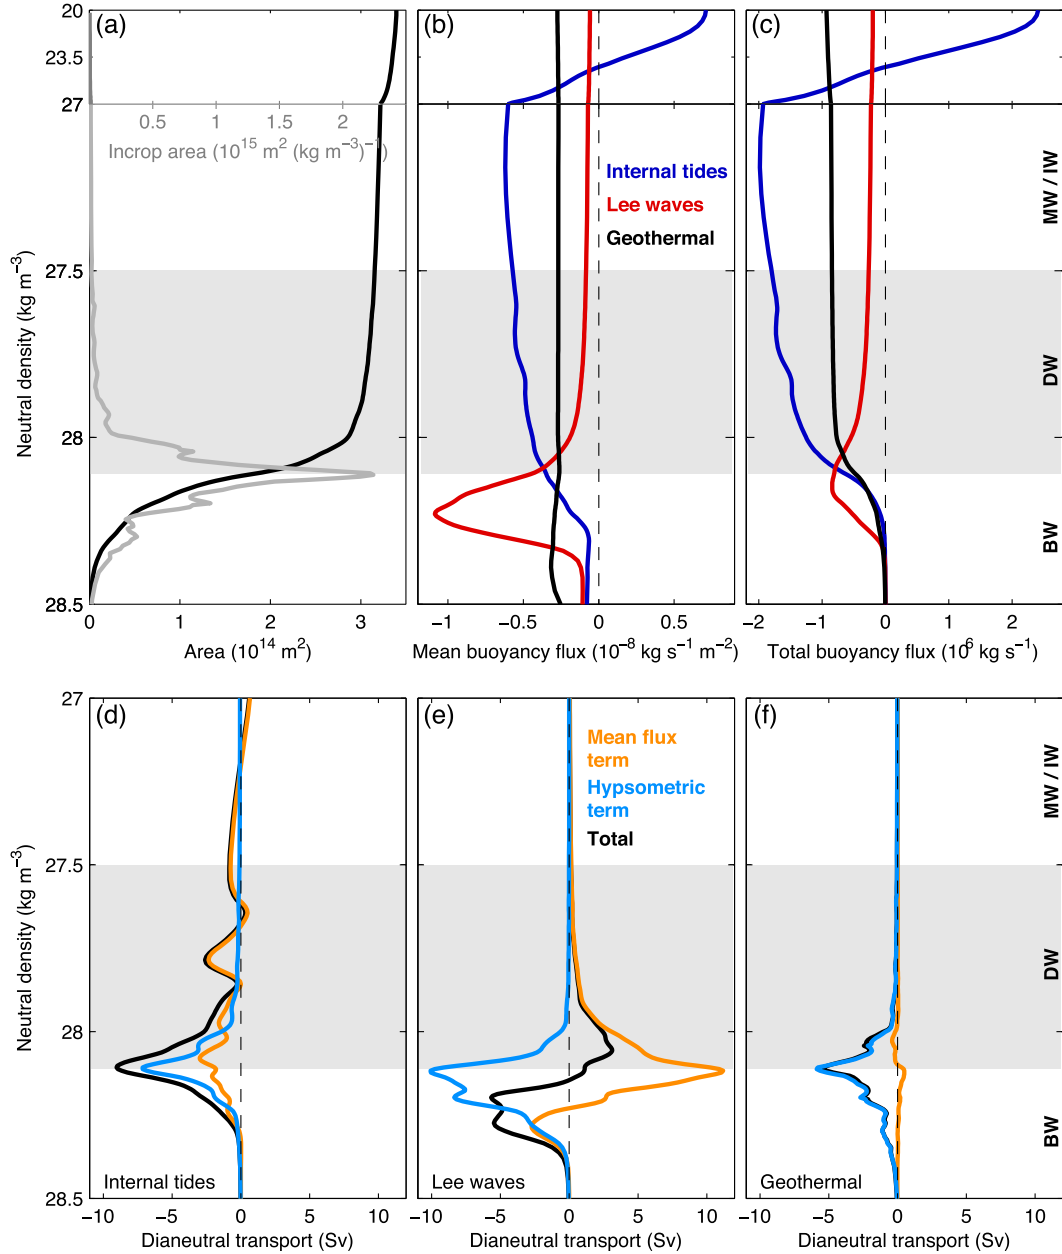 (a)
(b)
(c)
20
23.5
27
0.5 1 1.5 2
Incrop area (10¹⁵ m² (kg m⁻³)⁻¹)
Internal tides
Lee waves
Geothermal
MW / IW
DW
BW
Neutral density (kg m⁻³)
27.5
28
28.5
0 1 2 3
−1 −0.5 0 0.5
−2 −1 0 1 2
Area (10¹⁴ m²)
Mean buoyancy flux (10⁻⁸ kg s⁻¹ m⁻²)
Total buoyancy flux (10⁶ kg s⁻¹)
27
(d)
(e)
(f)
Mean flux
term
Hypsometric
term
Total
MW / IW
DW
BW
Neutral density (kg m⁻³)
27.5
28
28.5
Internal tides
Lee waves
Geothermal
−10 −5 0 5 10
−10 −5 0 5 10
−10 −5 0 5 10
Dianeutral transport (Sv)
Dianeutral transport (Sv)
Dianeutral transport (Sv)